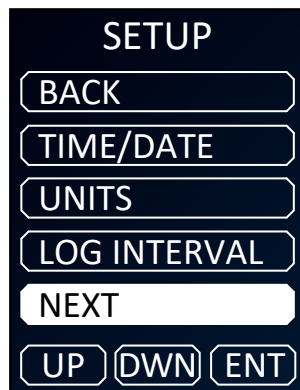 SETUP
BACK
TIME/DATE
UNITS
LOG INTERVAL
NEXT
UP DWN ENT